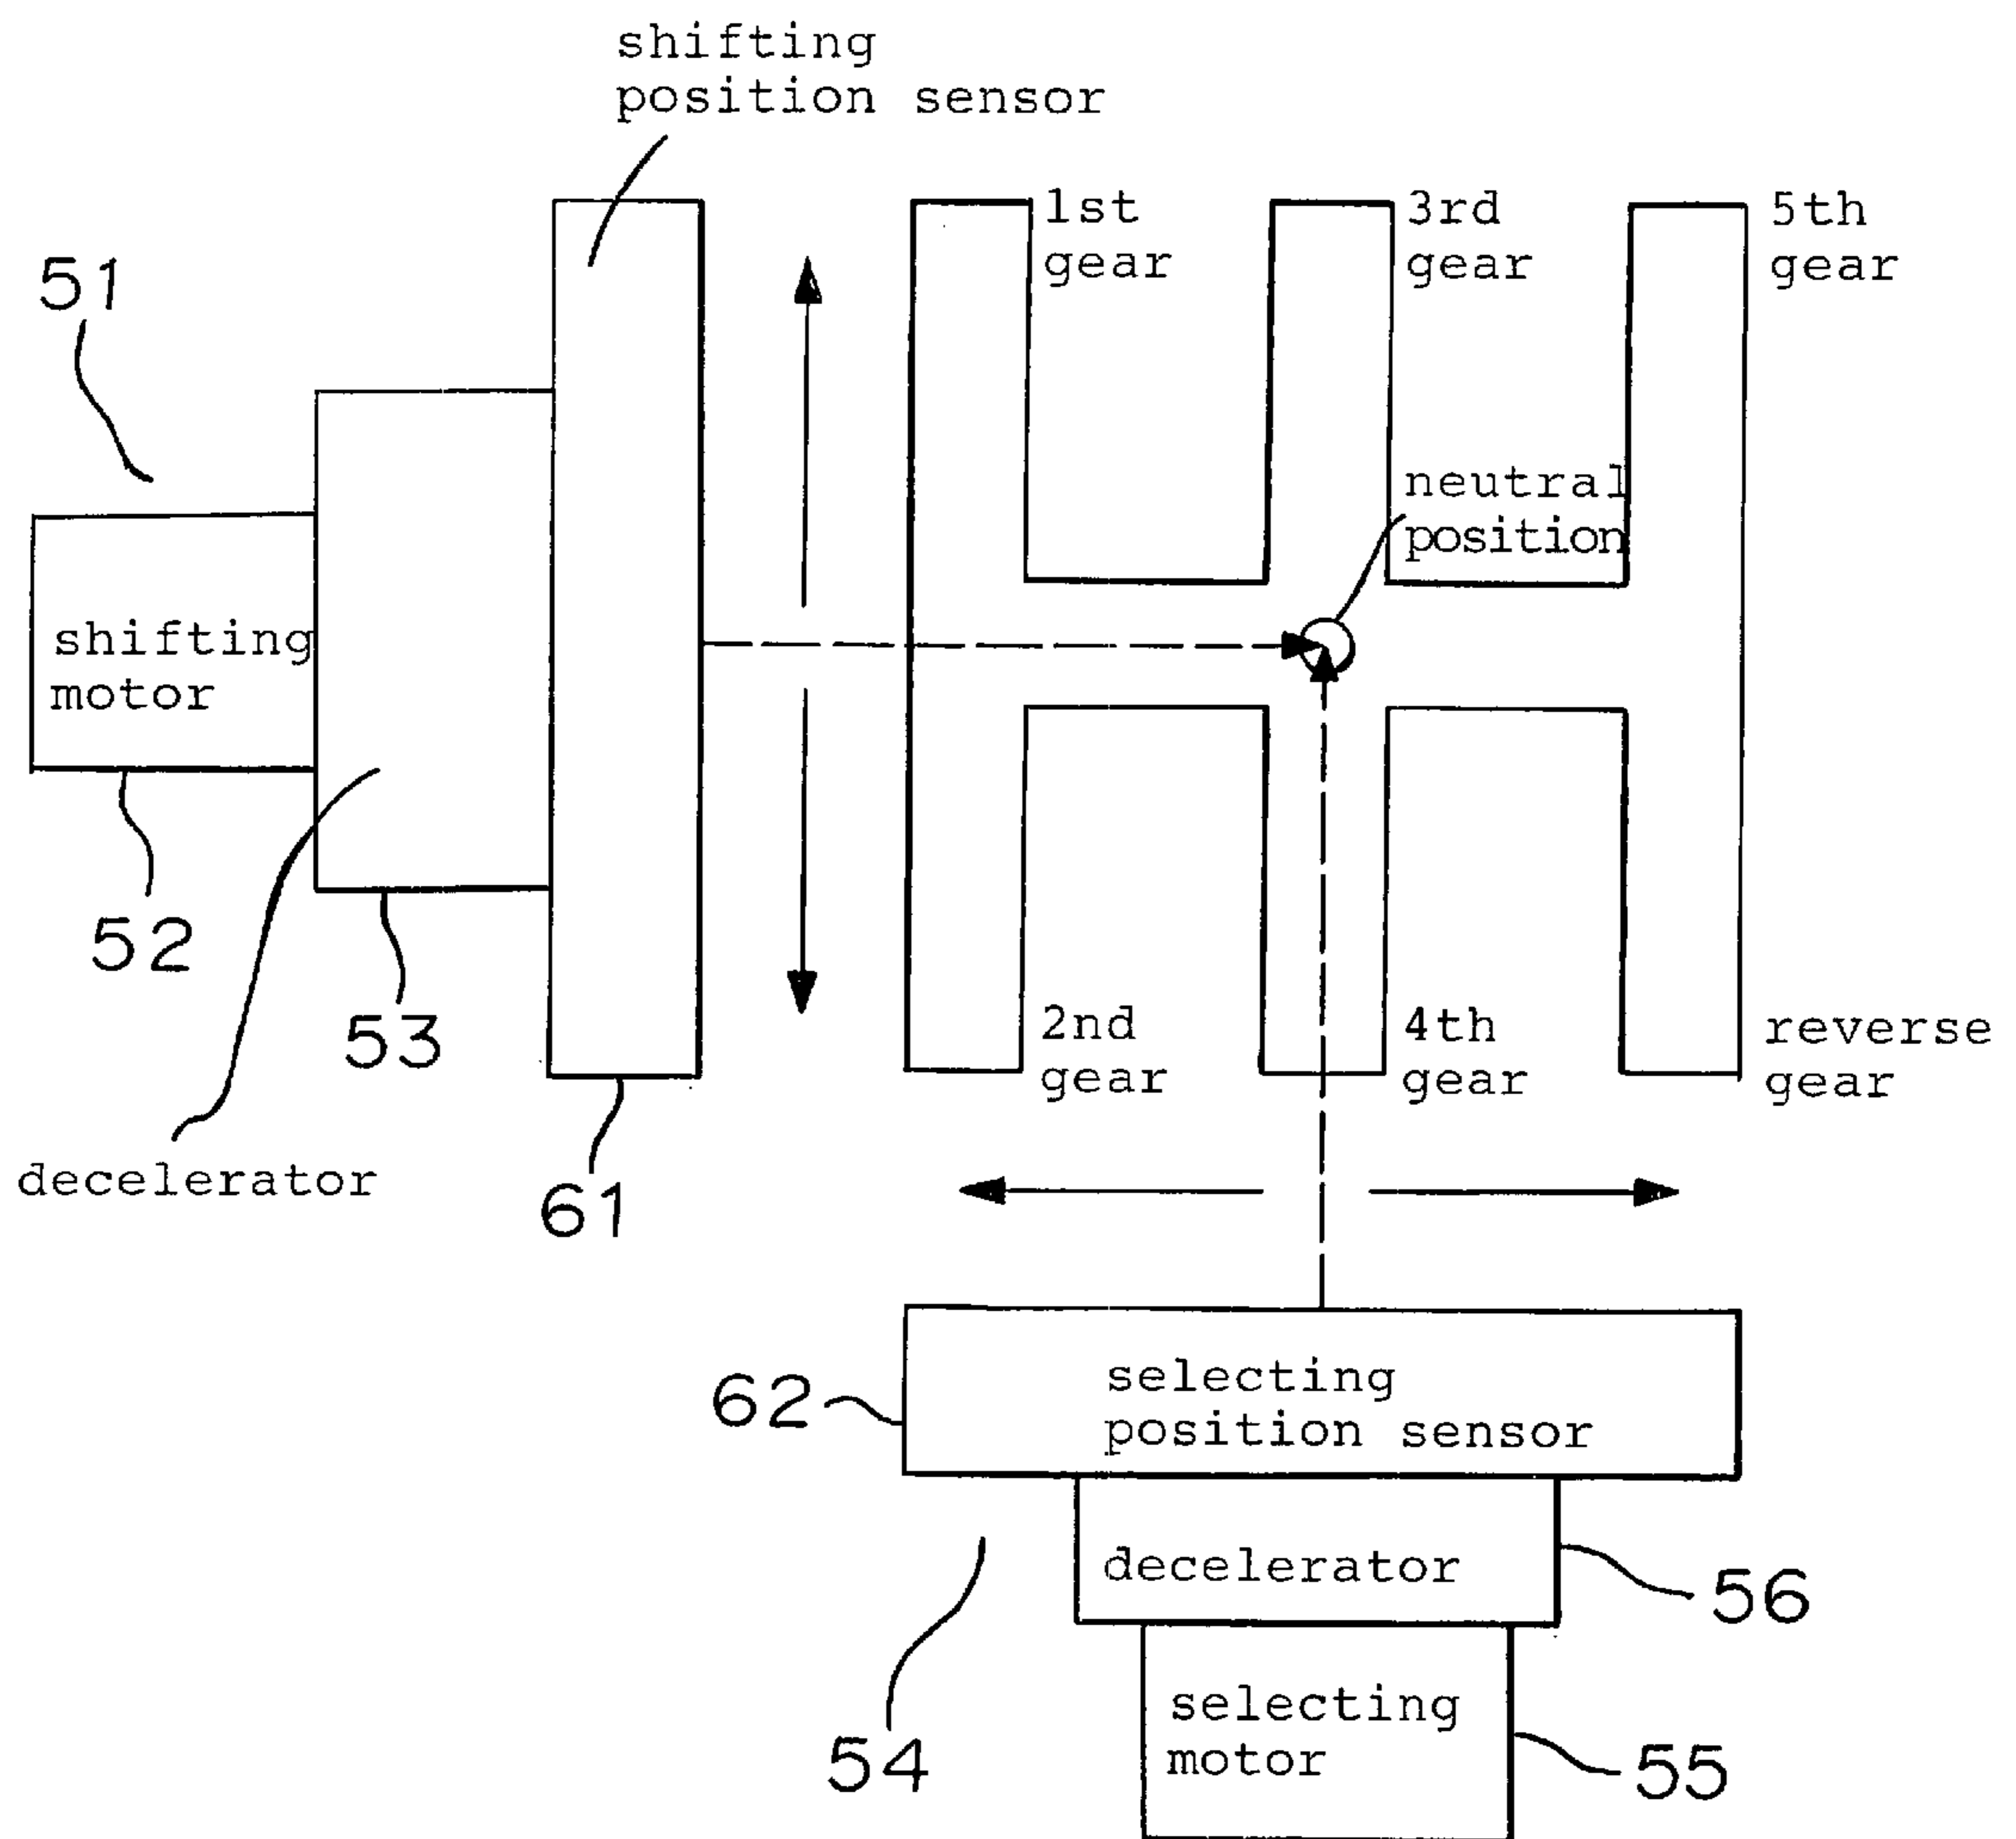 shifting
position sensor
1st
gear
3rd
gear
5th
gear
51
neutral
position
shifting
motor
52
53
2nd
gear
4th
gear
reverse
gear
decelerator
61
62
selecting
position sensor
decelerator
56
54
selecting
motor
55